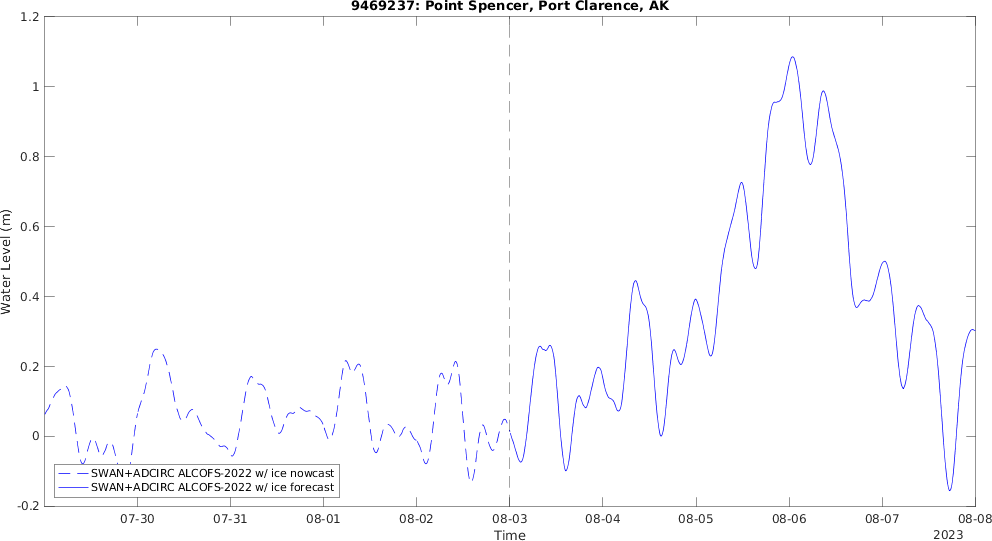 9469237: Point Spencer, Port Clarence, AK
1.2
1
0.8
0.6
0.4
0.2
0
-0.2
Water Level (m)
SWAN+ADCIRC ALCOFS-2022 w/ ice nowcast
SWAN+ADCIRC ALCOFS-2022 w/ ice forecast
07-30 07-31 08-01 08-02 08-03 08-04 08-05 08-06 08-07 08-08
Time
2023